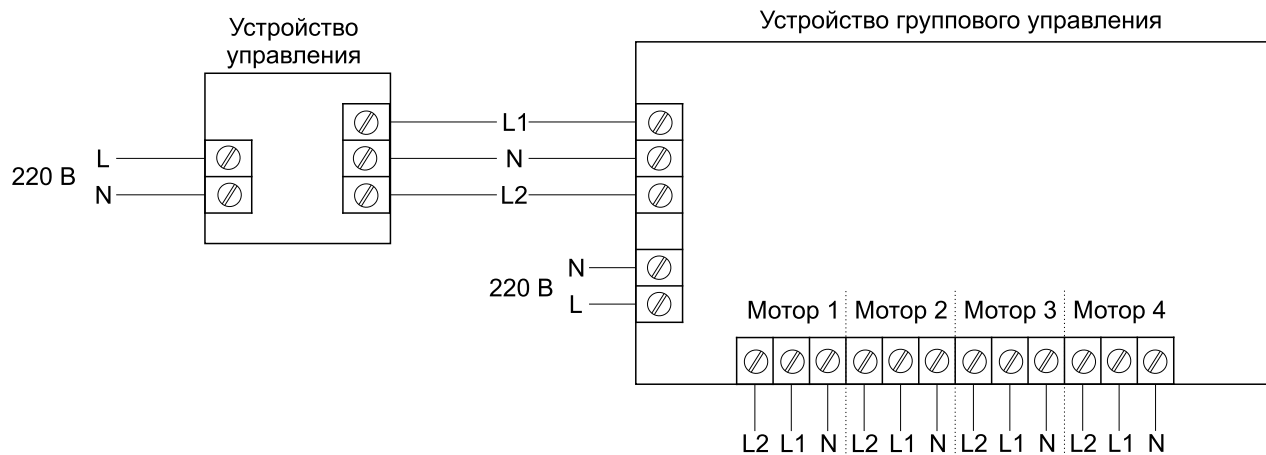 Устройство группового управления
Устройство
управления
L1
L
N
220 В
N
L2
N
220 В
L
Мотор 1 Мотор 2 Мотор 3 Мотор 4
L2 L1 N L2 L1 N L2 L1 N L2 L1 N